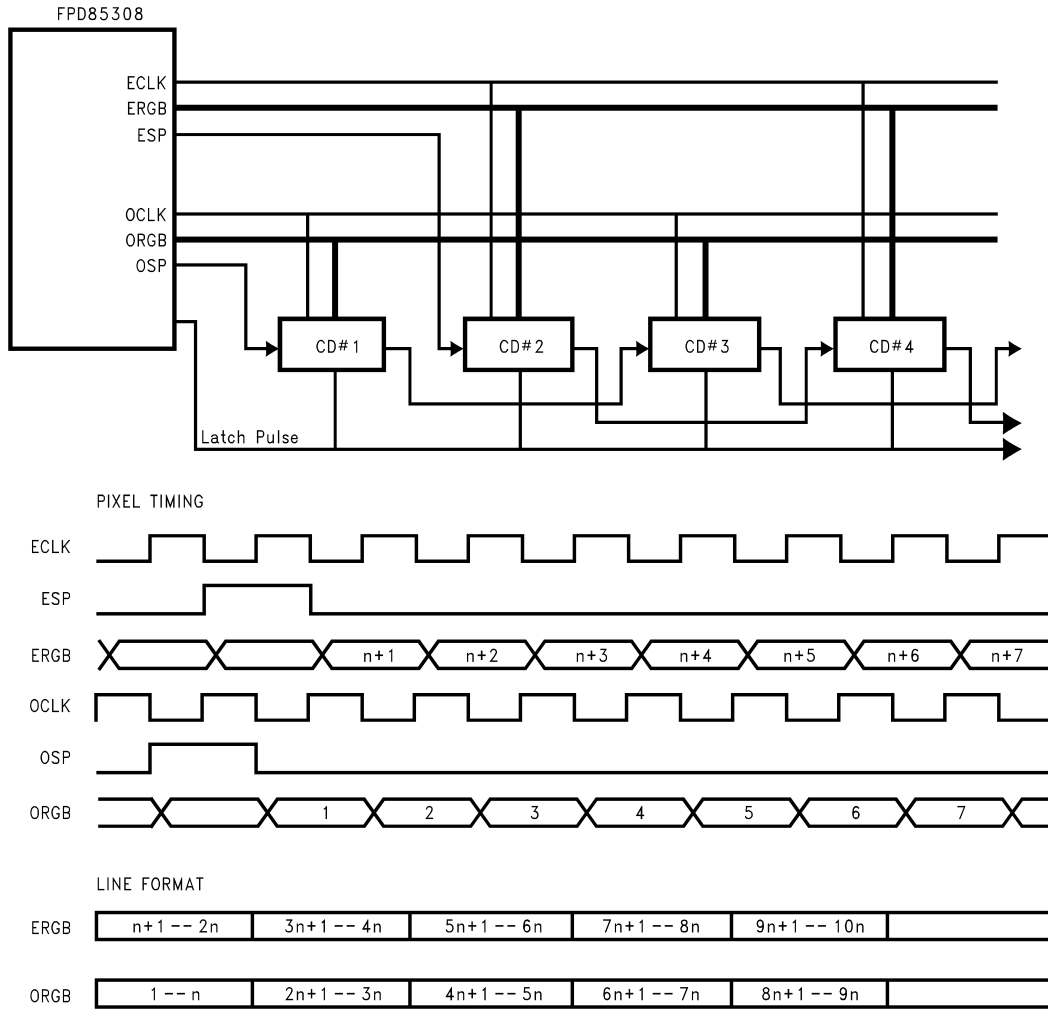 FPD85308
ECLK
ERGB
ESP
OCLK
ORGB
OSP
CD#1 CD#2 CD#3 CD#4
Latch Pulse
PIXEL TIMING
ECLK
ESP
ERGB n+1 n+2 n+3 n+4 n+5 n+6 n+7
OCLK
OSP
ORGB 1 2 3 4 5 6 7
LINE FORMAT
ERGB n+1 -- 2n 3n+1 -- 4n 5n+1 -- 6n 7n+1 -- 8n 9n+1 -- 10n
ORGB 1 -- n 2n+1 -- 3n 4n+1 -- 5n 6n+1 -- 7n 8n+1 -- 9n